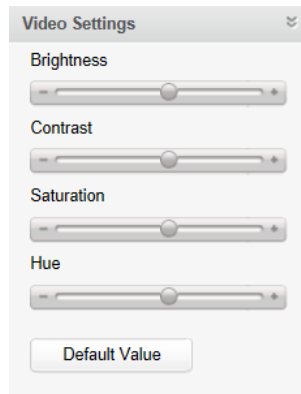 Video Settings
Brightness
Contrast
Saturation
Hue
Default Value